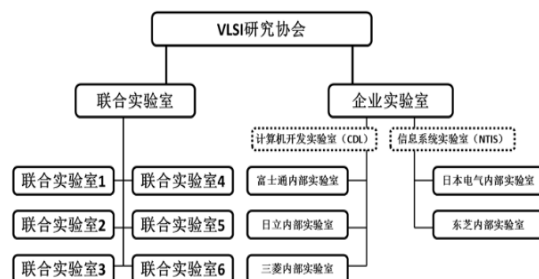 VLSI研究协会
联合实验室
企业实验室
计算机开发实验室（CDL）
信息系统实验室（NTIS）
联合实验室1
联合实验室4
富士通内部实验室
日本电气内部实验室
联合实验室2
联合实验室5
日立内部实验室
东芝内部实验室
联合实验室3
联合实验室6
三菱内部实验室